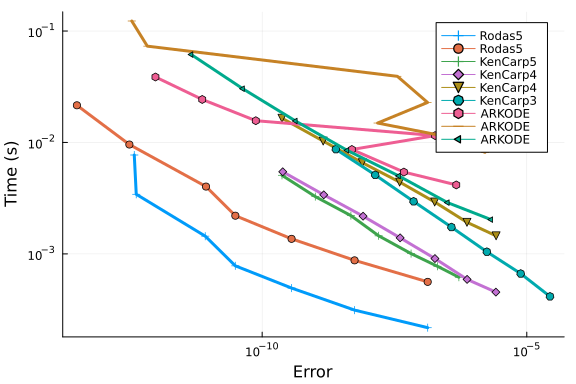 10⁻¹
10⁻²
10⁻³
Time (s)
10⁻¹⁰
10⁻⁵
Error
Rodas5
Rodas5
KenCarp5
KenCarp4
KenCarp4
KenCarp3
ARKODE
ARKODE
ARKODE